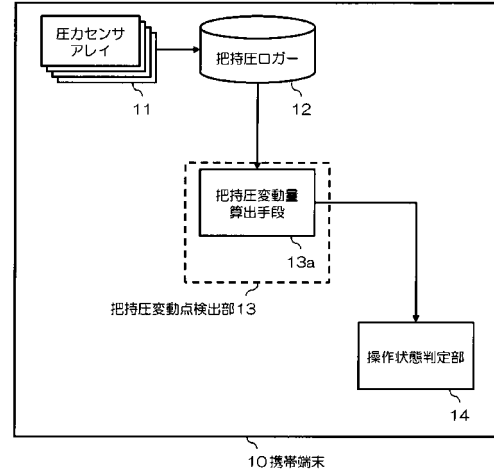 圧力センサ
アレイ
11
把持圧ロガー
12
把持圧変動量
算出手段
13a
把持圧変動点検出部13
操作状態判定部
14
10携帯端末